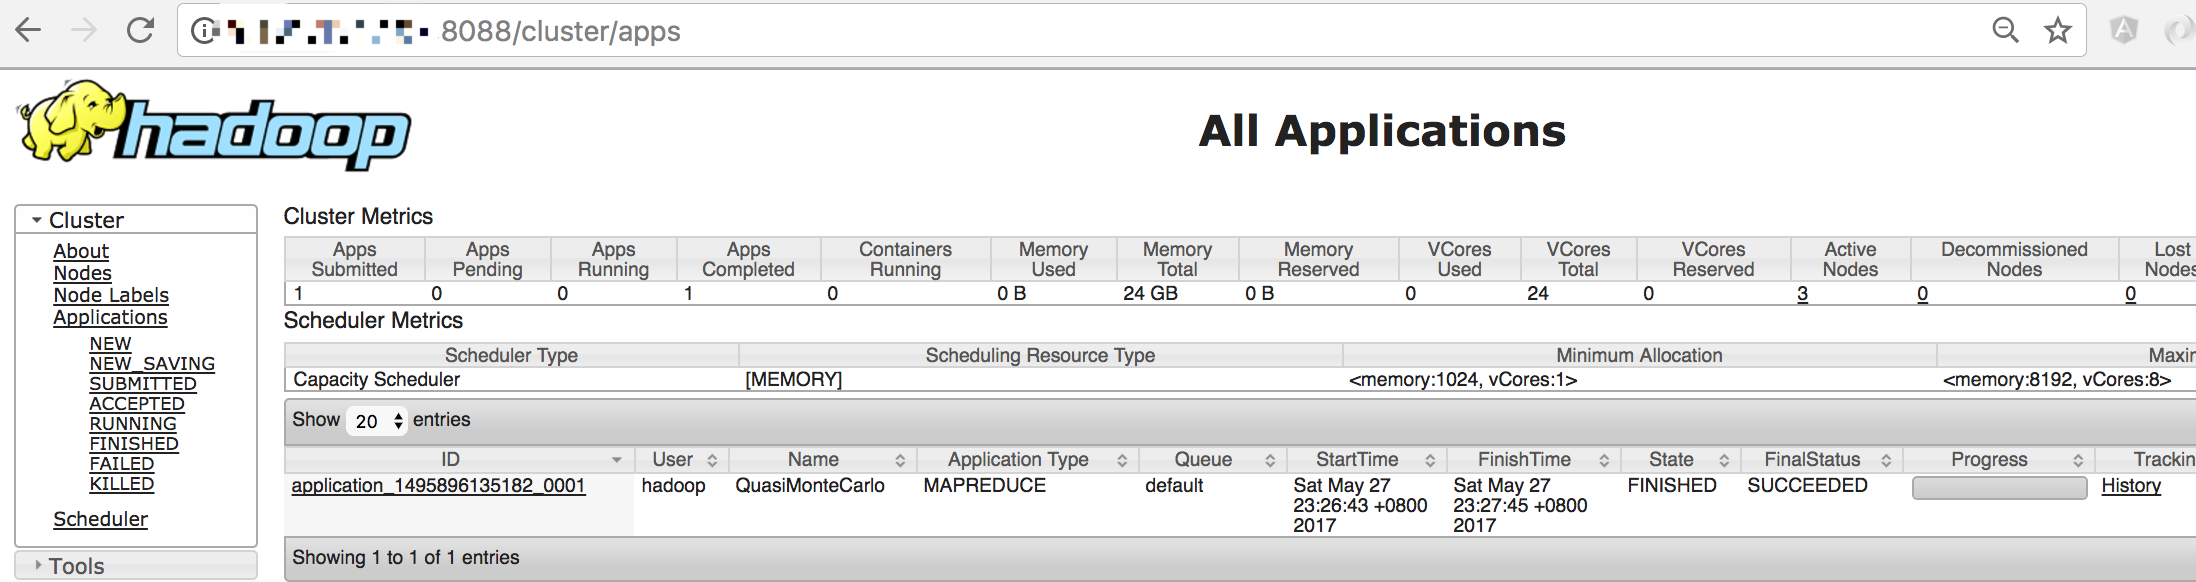 8088/cluster/apps
hadoop
All Applications
Cluster
About
Nodes
Node Labels
Applications
NEW
NEW_SAVING
SUBMITTED
ACCEPTED
RUNNING
FINISHED
FAILED
KILLED
Scheduler
Tools
Cluster Metrics
Apps Submitted Apps Pending Apps Running Apps Completed Containers Running Memory Used Memory Total Memory Reserved VCores Used VCores Total VCores Reserved Active Nodes Decommissioned Nodes Lost Nodes
1 0 0 1 0 0 B 24 GB 0 B 0 24 0 3 0 0
Scheduler Metrics
Scheduler Type Scheduling Resource Type Minimum Allocation
Capacity Scheduler [MEMORY] <memory:1024, vCores:1> <memory:8192, vCores:8>
Show 20 entries
ID User Name Application Type Queue StartTime FinishTime State FinalStatus Progress
application_1495896135182_0001 hadoop QuasiMonteCarlo MAPREDUCE default Sat May 27 23:26:43 +0800 2017 Sat May 27 23:27:45 +0800 2017 FINISHED SUCCEEDED History
Showing 1 to 1 of 1 entries